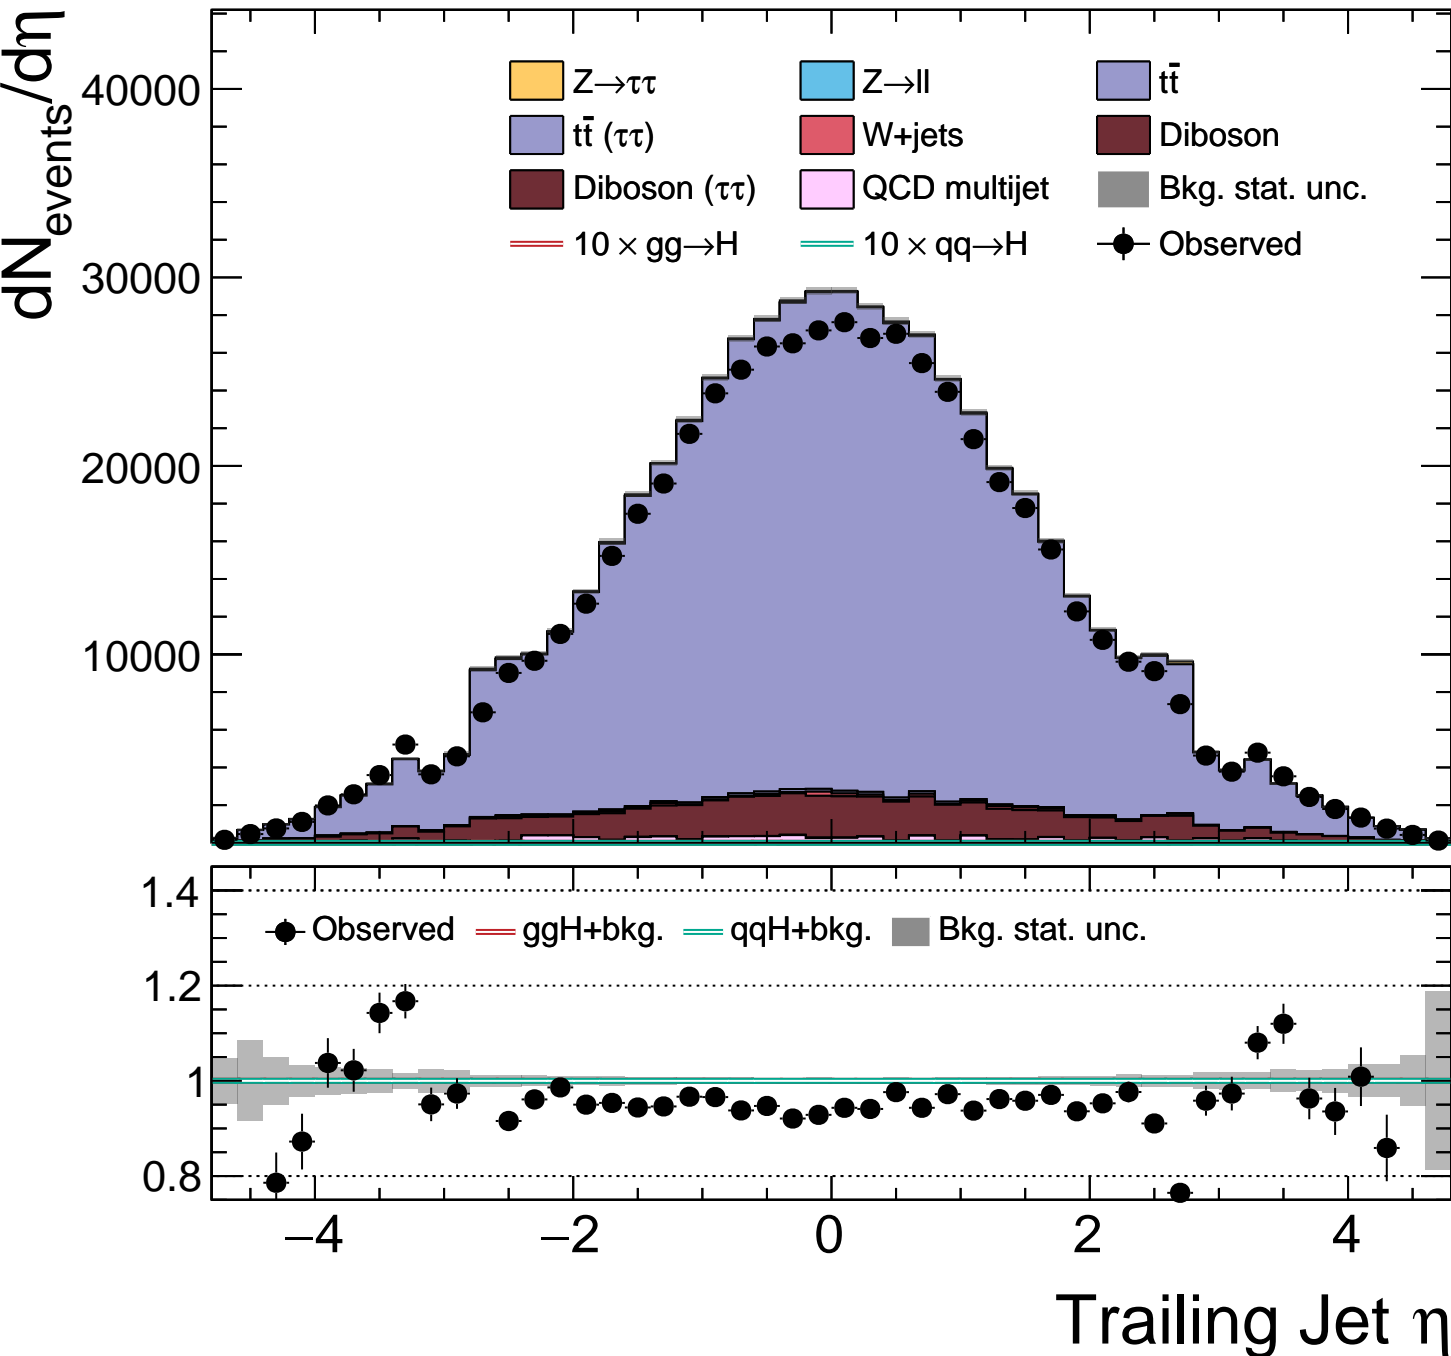 dN_events/dη
40000
30000
20000
10000
Z→ττ Z→ll tt̄
tt̄ (ττ) W+jets Diboson
Diboson (ττ) QCD multijet Bkg. stat. unc.
10 × gg→H 10 × qq→H Observed
1.4
1.2
1
0.8
Observed ggH+bkg. qqH+bkg. Bkg. stat. unc.
−4 −2 0 2 4
Trailing Jet η